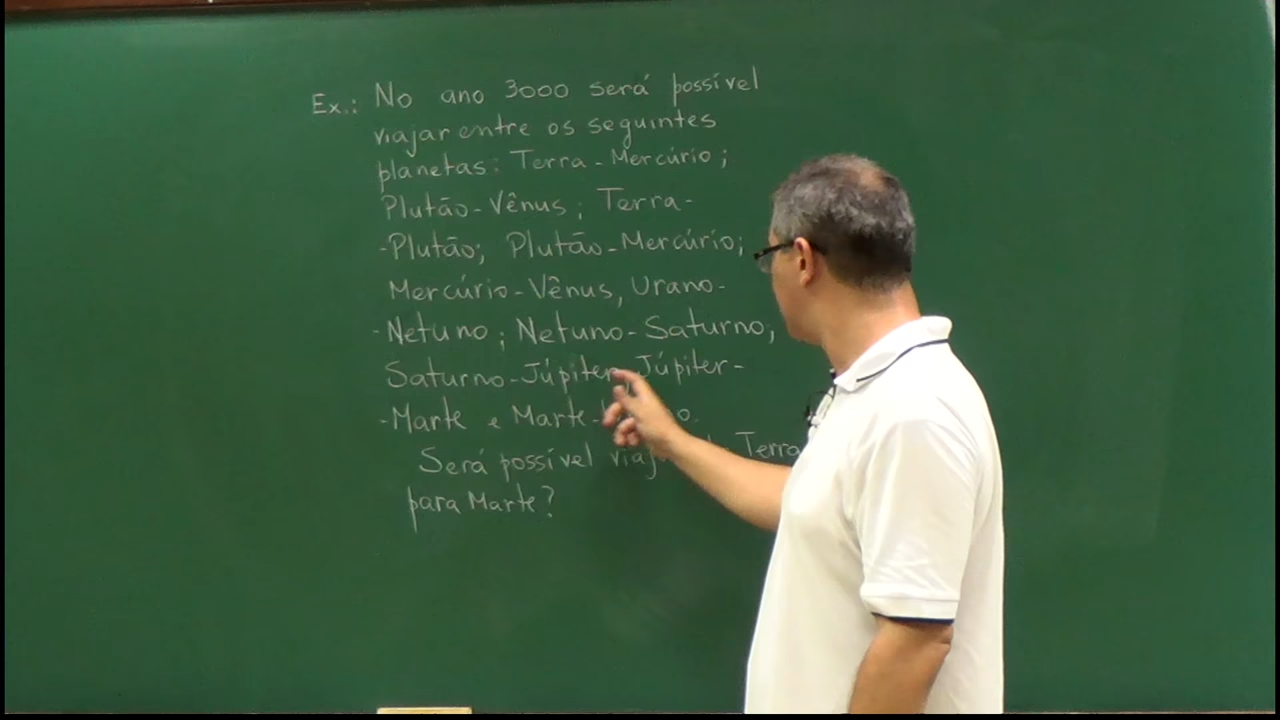 Ex.: No ano 3000 será possível
viajar entre os seguintes
planetas: Terra - Mercúrio;
Plutão - Vênus; Terra -
- Plutão; Plutão - Mercúrio;
Mercúrio - Vênus, Urano -
- Netuno; Netuno - Saturno;
Saturno - Júpiter, Júpiter -
- Marte e Marte -
Será possível Terra
para Marte?